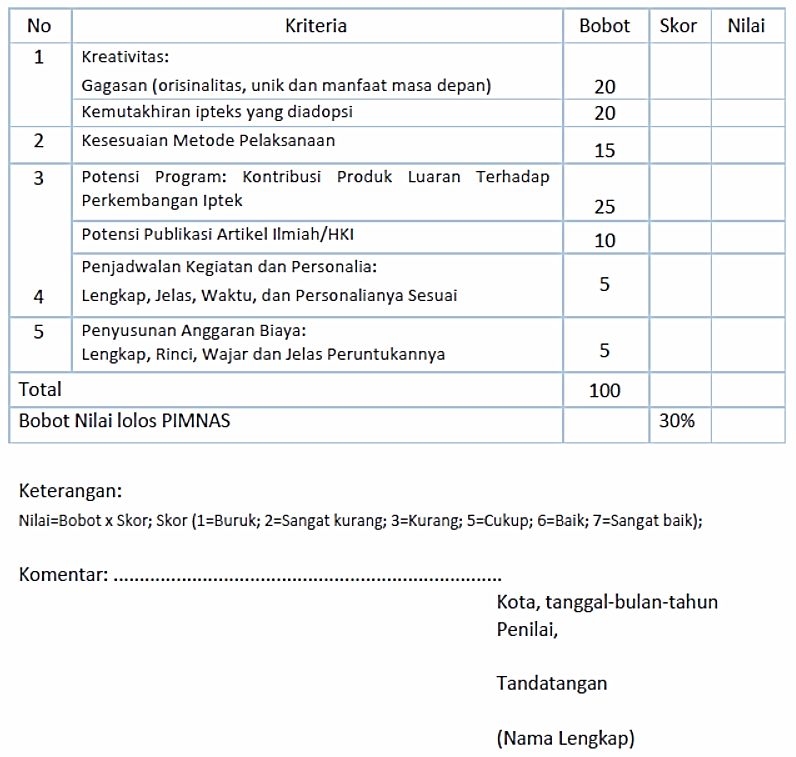 No Kriteria Bobot Skor Nilai
1 Kreativitas:
Gagasan (orisinalitas, unik dan manfaat masa depan) 20
Kemutakhiran ipteks yang diadopsi 20
2 Kesesuaian Metode Pelaksanaan 15
3 Potensi Program: Kontribusi Produk Luaran Terhadap
Perkembangan Iptek 25
Potensi Publikasi Artikel Ilmiah/HKI 10
Penjadwalan Kegiatan dan Personalia:
4 Lengkap, Jelas, Waktu, dan Personalianya Sesuai 5
5 Penyusunan Anggaran Biaya:
Lengkap, Rinci, Wajar dan Jelas Peruntukannya 5
Total 100
Bobot Nilai lolos PIMNAS 30%
Keterangan:
Nilai=Bobot x Skor; Skor (1=Buruk; 2=Sangat kurang; 3=Kurang; 5=Cukup; 6=Baik; 7=Sangat baik);
Komentar: ...........................................................................
Kota, tanggal-bulan-tahun
Penilai,
Tandatangan
(Nama Lengkap)